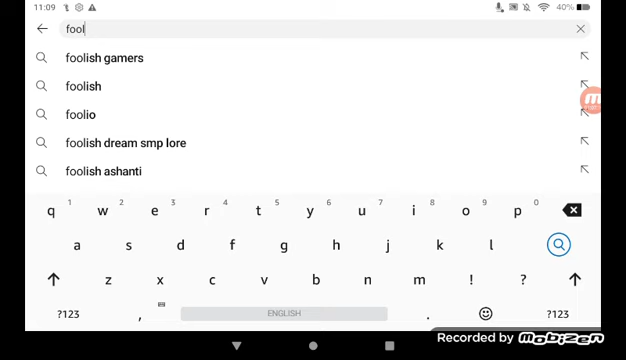 11:09 40%
fool
foolish gamers
foolish
foolio
foolish dream smp lore
foolish ashanti
1 2 3 4 5 6 7 8 9 0
q w e r t y u i o p
a s d f g h j k l
z x c v b n m ! ?
?123 , ENGLISH . ?123
Recorded by Mobizen